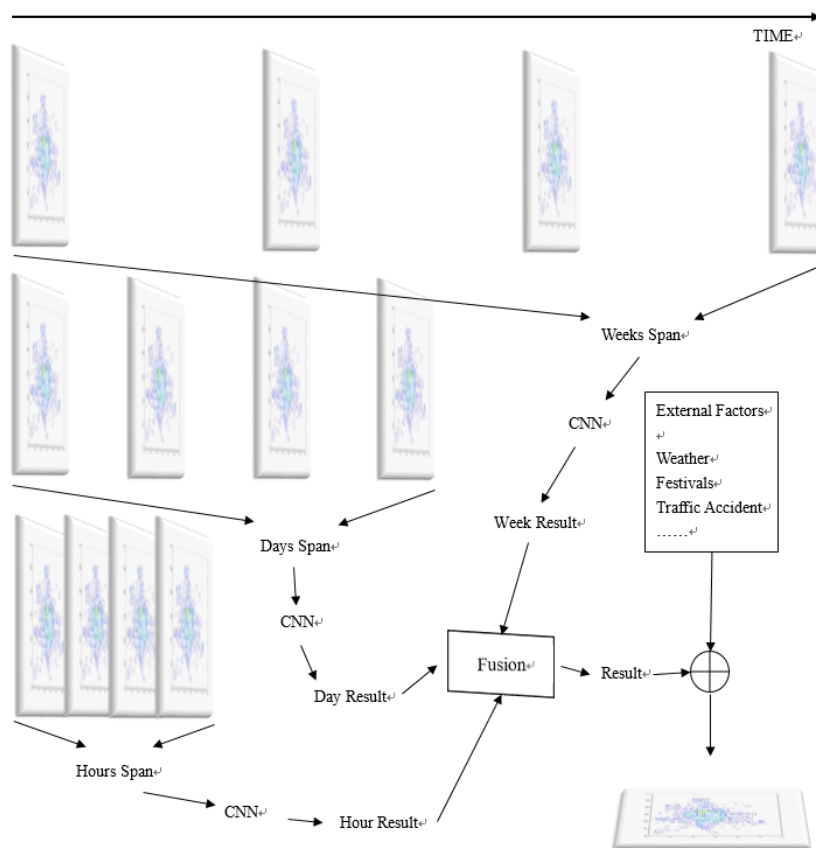 TIME↵
Weeks Span↵
CNN↵
External Factors↵
↵
Weather↵
Festivals↵
Traffic Accident↵
……↵
Week Result↵
Days Span↵
CNN↵
Fusion↵
Result↵
Day Result↵
Hours Span↵
CNN↵
Hour Result↵